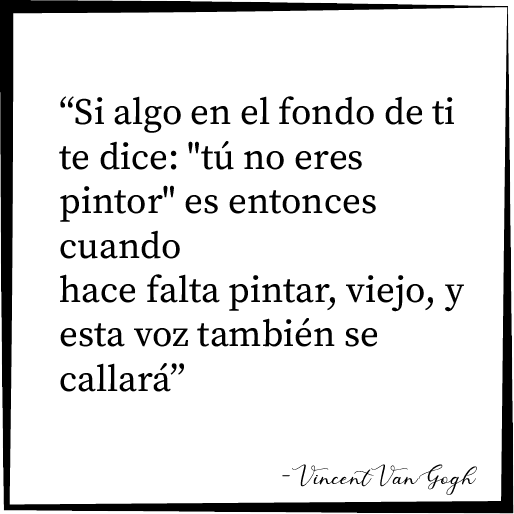 “Si algo en el fondo de ti
te dice: "tú no eres
pintor" es entonces
cuando
hace falta pintar, viejo, y
esta voz también se
callará”
-Vincent Van Gogh